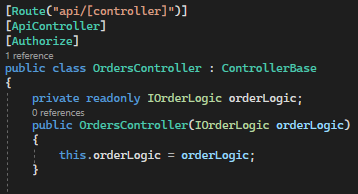 [Route("api/[controller]")]
[ApiController]
[Authorize]
1 reference
public class OrdersController : ControllerBase
{
private readonly IOrderLogic orderLogic;
0 references
public OrdersController(IOrderLogic orderLogic)
{
this.orderLogic = orderLogic;
}